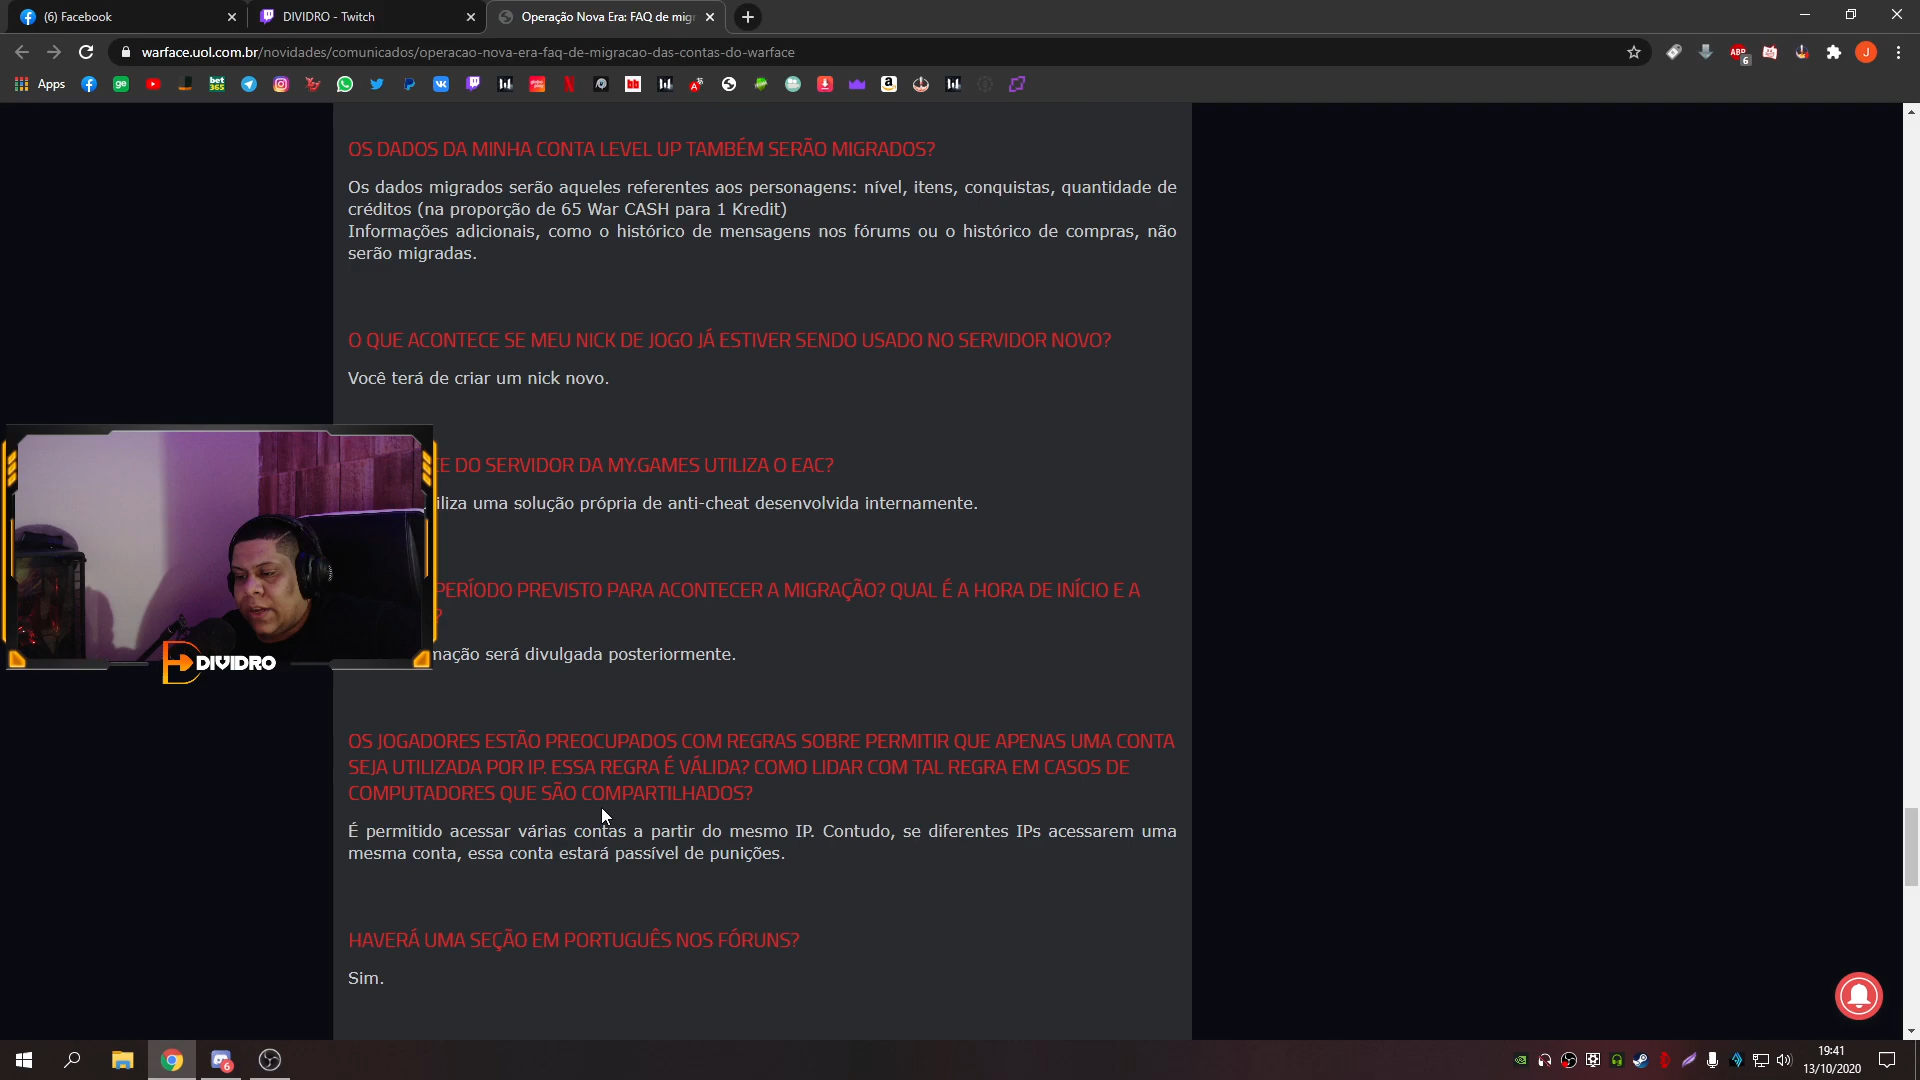 (6) Facebook
DIVIDRO - Twitch
Operação Nova Era: FAQ de migr
warface.uol.com.br/novidades/comunicados/operacao-nova-era-faq-de-migracao-das-contas-do-warface
ABP
6
J
Apps
ge
bet
365
bb
OS DADOS DA MINHA CONTA LEVEL UP TAMBÉM SERÃO MIGRADOS?
Os dados migrados serão aqueles referentes aos personagens: nível, itens, conquistas, quantidade de
créditos (na proporção de 65 War CASH para 1 Kredit)
Informações adicionais, como o histórico de mensagens nos fóruns ou o histórico de compras, não
serão migradas.
O QUE ACONTECE SE MEU NICK DE JOGO JÁ ESTIVER SENDO USADO NO SERVIDOR NOVO?
Você terá de criar um nick novo.
E DO SERVIDOR DA MY.GAMES UTILIZA O EAC?
iliza uma solução própria de anti-cheat desenvolvida internamente.
PERÍODO PREVISTO PARA ACONTECER A MIGRAÇÃO? QUAL É A HORA DE INÍCIO E A
?
mação será divulgada posteriormente.
DIVIDRO
OS JOGADORES ESTÃO PREOCUPADOS COM REGRAS SOBRE PERMITIR QUE APENAS UMA CONTA
SEJA UTILIZADA POR IP. ESSA REGRA É VÁLIDA? COMO LIDAR COM TAL REGRA EM CASOS DE
COMPUTADORES QUE SÃO COMPARTILHADOS?
É permitido acessar várias contas a partir do mesmo IP. Contudo, se diferentes IPs acessarem uma
mesma conta, essa conta estará passível de punições.
HAVERÁ UMA SEÇÃO EM PORTUGUÊS NOS FÓRUNS?
Sim.
6
19:41
13/10/2020